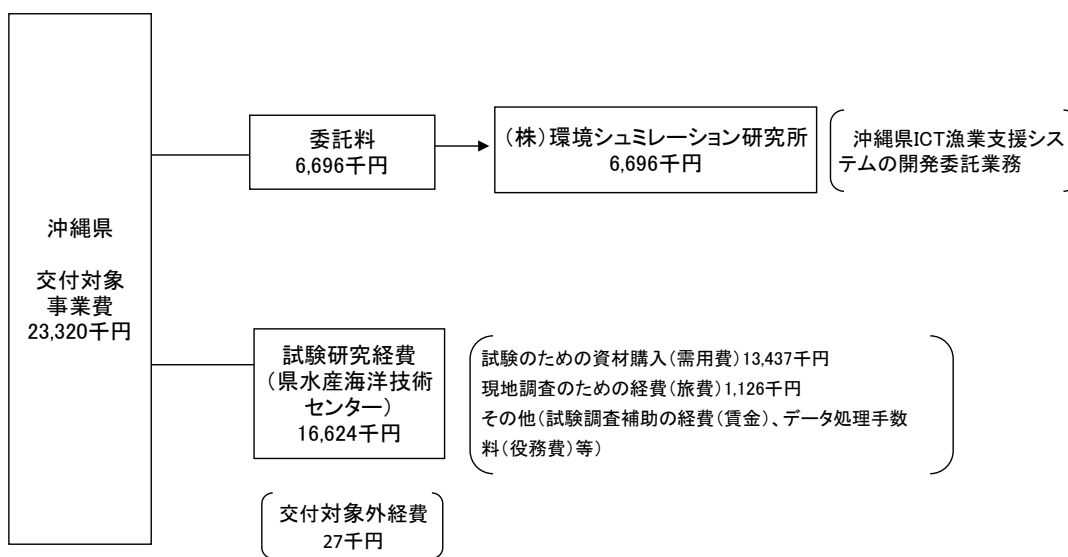 沖縄県
交付対象
事業費
23,320千円
委託料
6,696千円
(株)環境シュミレーション研究所
6,696千円
沖縄県ICT漁業支援シス
テムの開発委託業務
試験研究経費
(県水産海洋技術
センター)
16,624千円
試験のための資材購入(需用費)13,437千円
現地調査のための経費(旅費)1,126千円
その他(試験調査補助の経費(賃金)、データ処理手数
料(役務費)等)
交付対象外経費
27千円